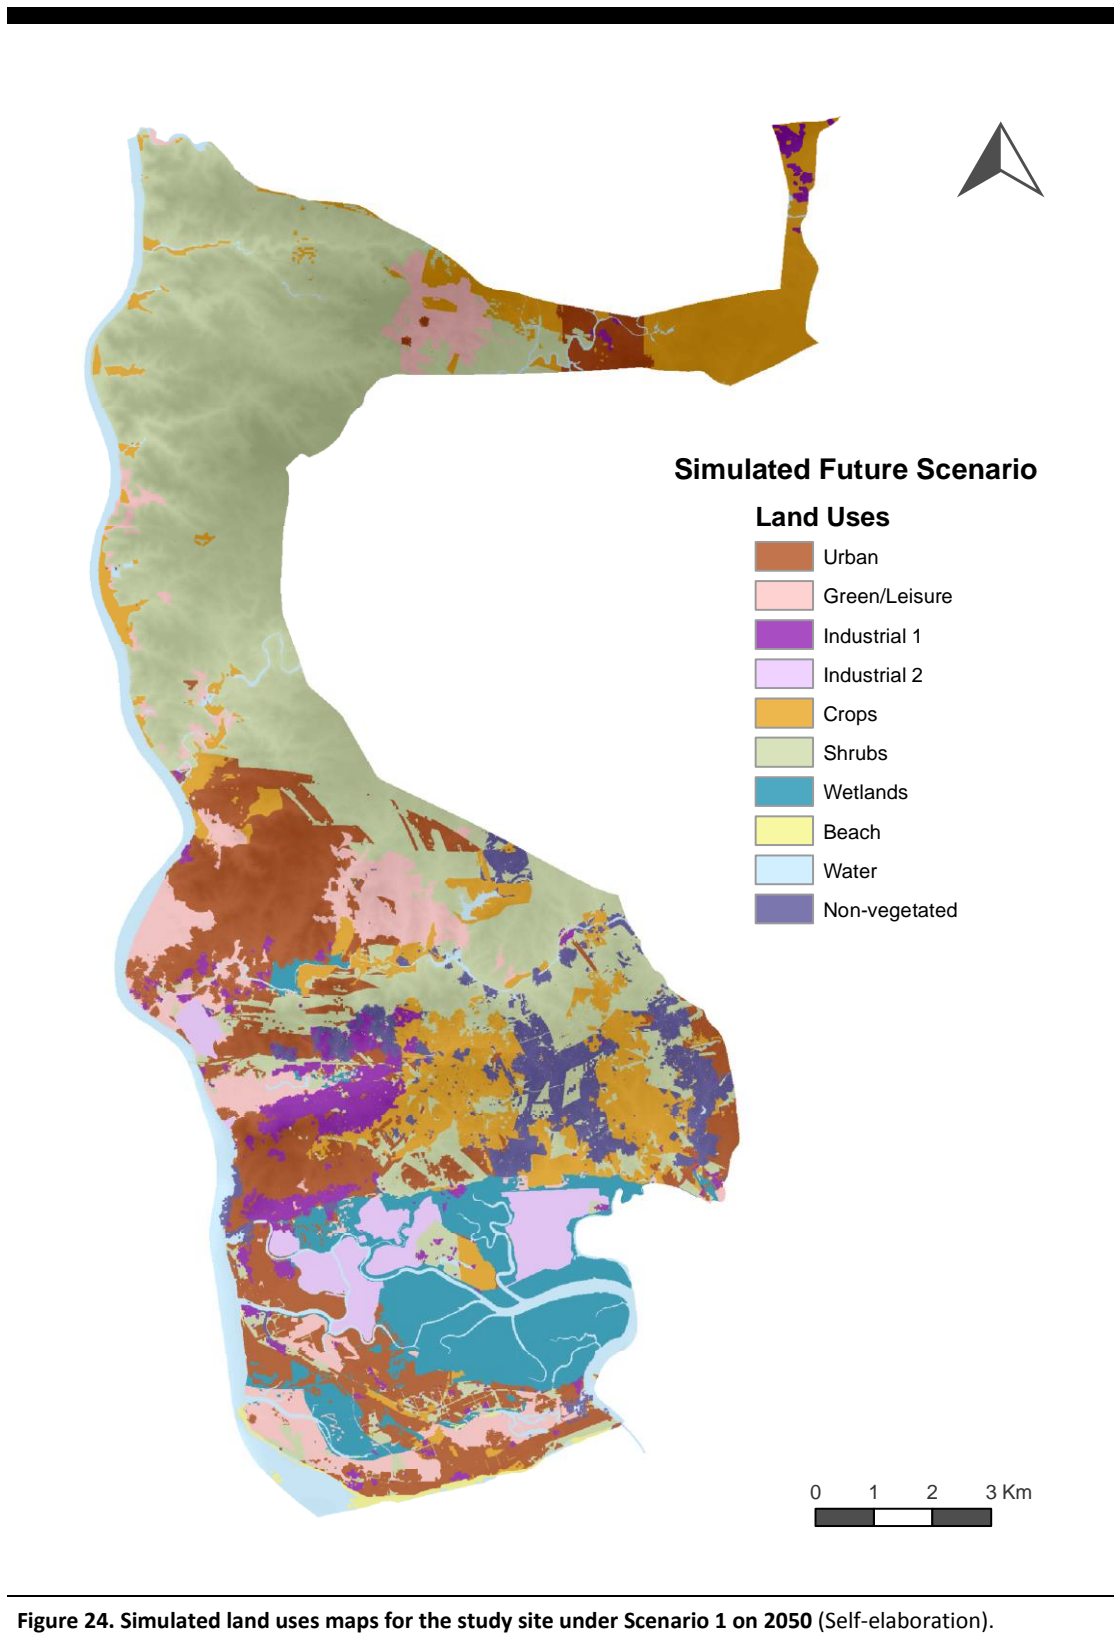 Simulated Future Scenario
Land Uses
Urban
Green/Leisure
Industrial 1
Industrial 2
Crops
Shrubs
Wetlands
Beach
Water
Non-vegetated
0 1 2 3 Km
Figure 24. Simulated land uses maps for the study site under Scenario 1 on 2050 (Self-elaboration).